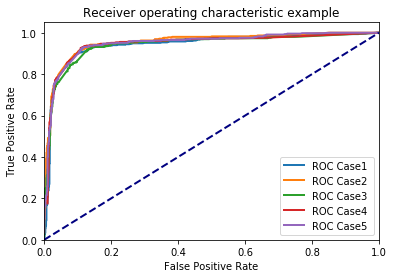 Receiver operating characteristic example
True Positive Rate
1.0
0.8
0.6
0.4
0.2
0.0
ROC Case1
ROC Case2
ROC Case3
ROC Case4
ROC Case5
0.0 0.2 0.4 0.6 0.8 1.0
False Positive Rate